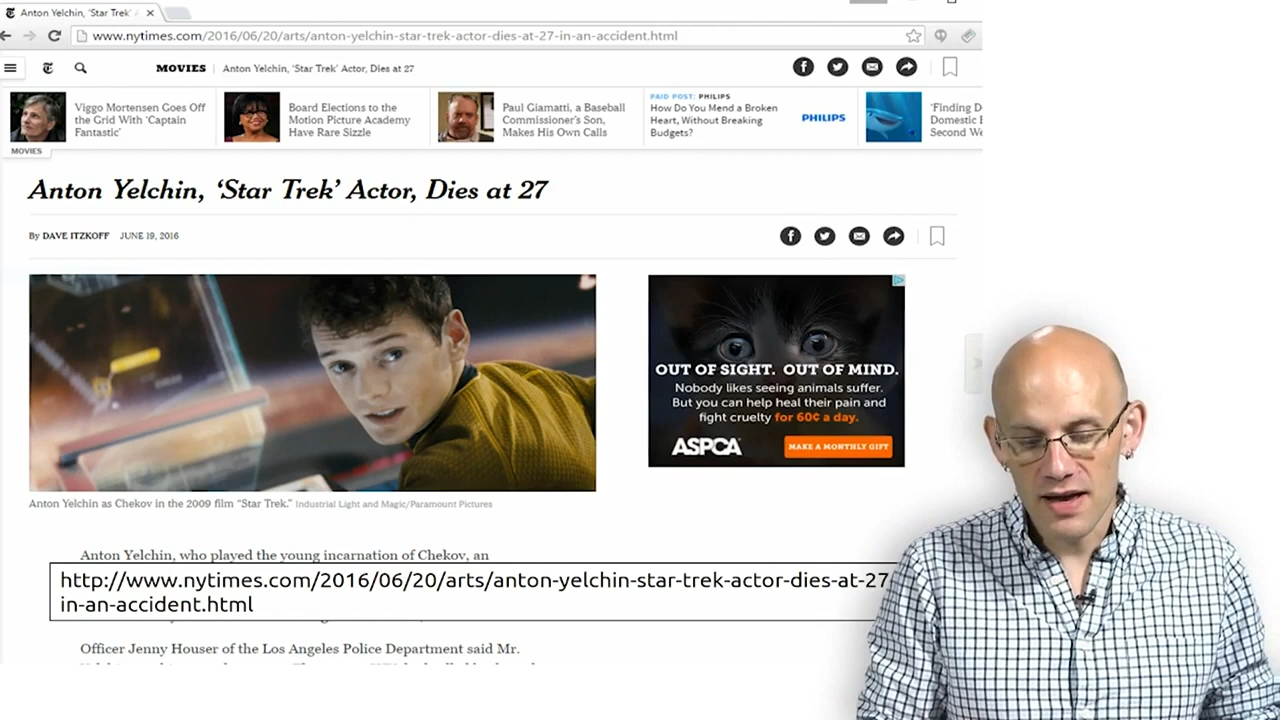 Anton Yelchin, 'Star Trek' A
www.nytimes.com/2016/06/20/arts/anton-yelchin-star-trek-actor-dies-at-27-in-an-accident.html
MOVIES | Anton Yelchin, 'Star Trek' Actor, Dies at 27
Viggo Mortensen Goes Off
the Grid With 'Captain
Fantastic'
Board Elections to the
Motion Picture Academy
Have Rare Sizzle
Paul Giamatti, a Baseball
Commissioner's Son,
Makes His Own Calls
PAID POST: PHILIPS
How Do You Mend a Broken
Heart, Without Breaking
Budgets?
PHILIPS
'Finding D
Domestic
Second We
MOVIES
Anton Yelchin, 'Star Trek' Actor, Dies at 27
By DAVE ITZKOFF JUNE 19, 2016
OUT OF SIGHT. OUT OF MIND.
Nobody likes seeing animals suffer.
But you can help heal their pain and
fight cruelty for 60¢ a day.
ASPCA
MAKE A MONTHLY GIFT
Anton Yelchin as Chekov in the 2009 film "Star Trek." Industrial Light and Magic/Paramount Pictures
Anton Yelchin, who played the young incarnation of Chekov, an
http://www.nytimes.com/2016/06/20/arts/anton-yelchin-star-trek-actor-dies-at-27
in-an-accident.html
Officer Jenny Houser of the Los Angeles Police Department said Mr.